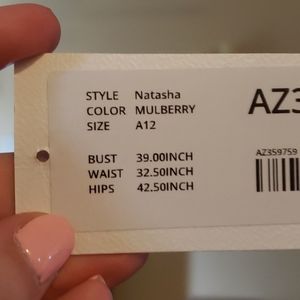 STYLE Natasha
COLOR MULBERRY
SIZE A12
BUST 39.00INCH
WAIST 32.50INCH
HIPS 42.50INCH
AZ3
AZ359759